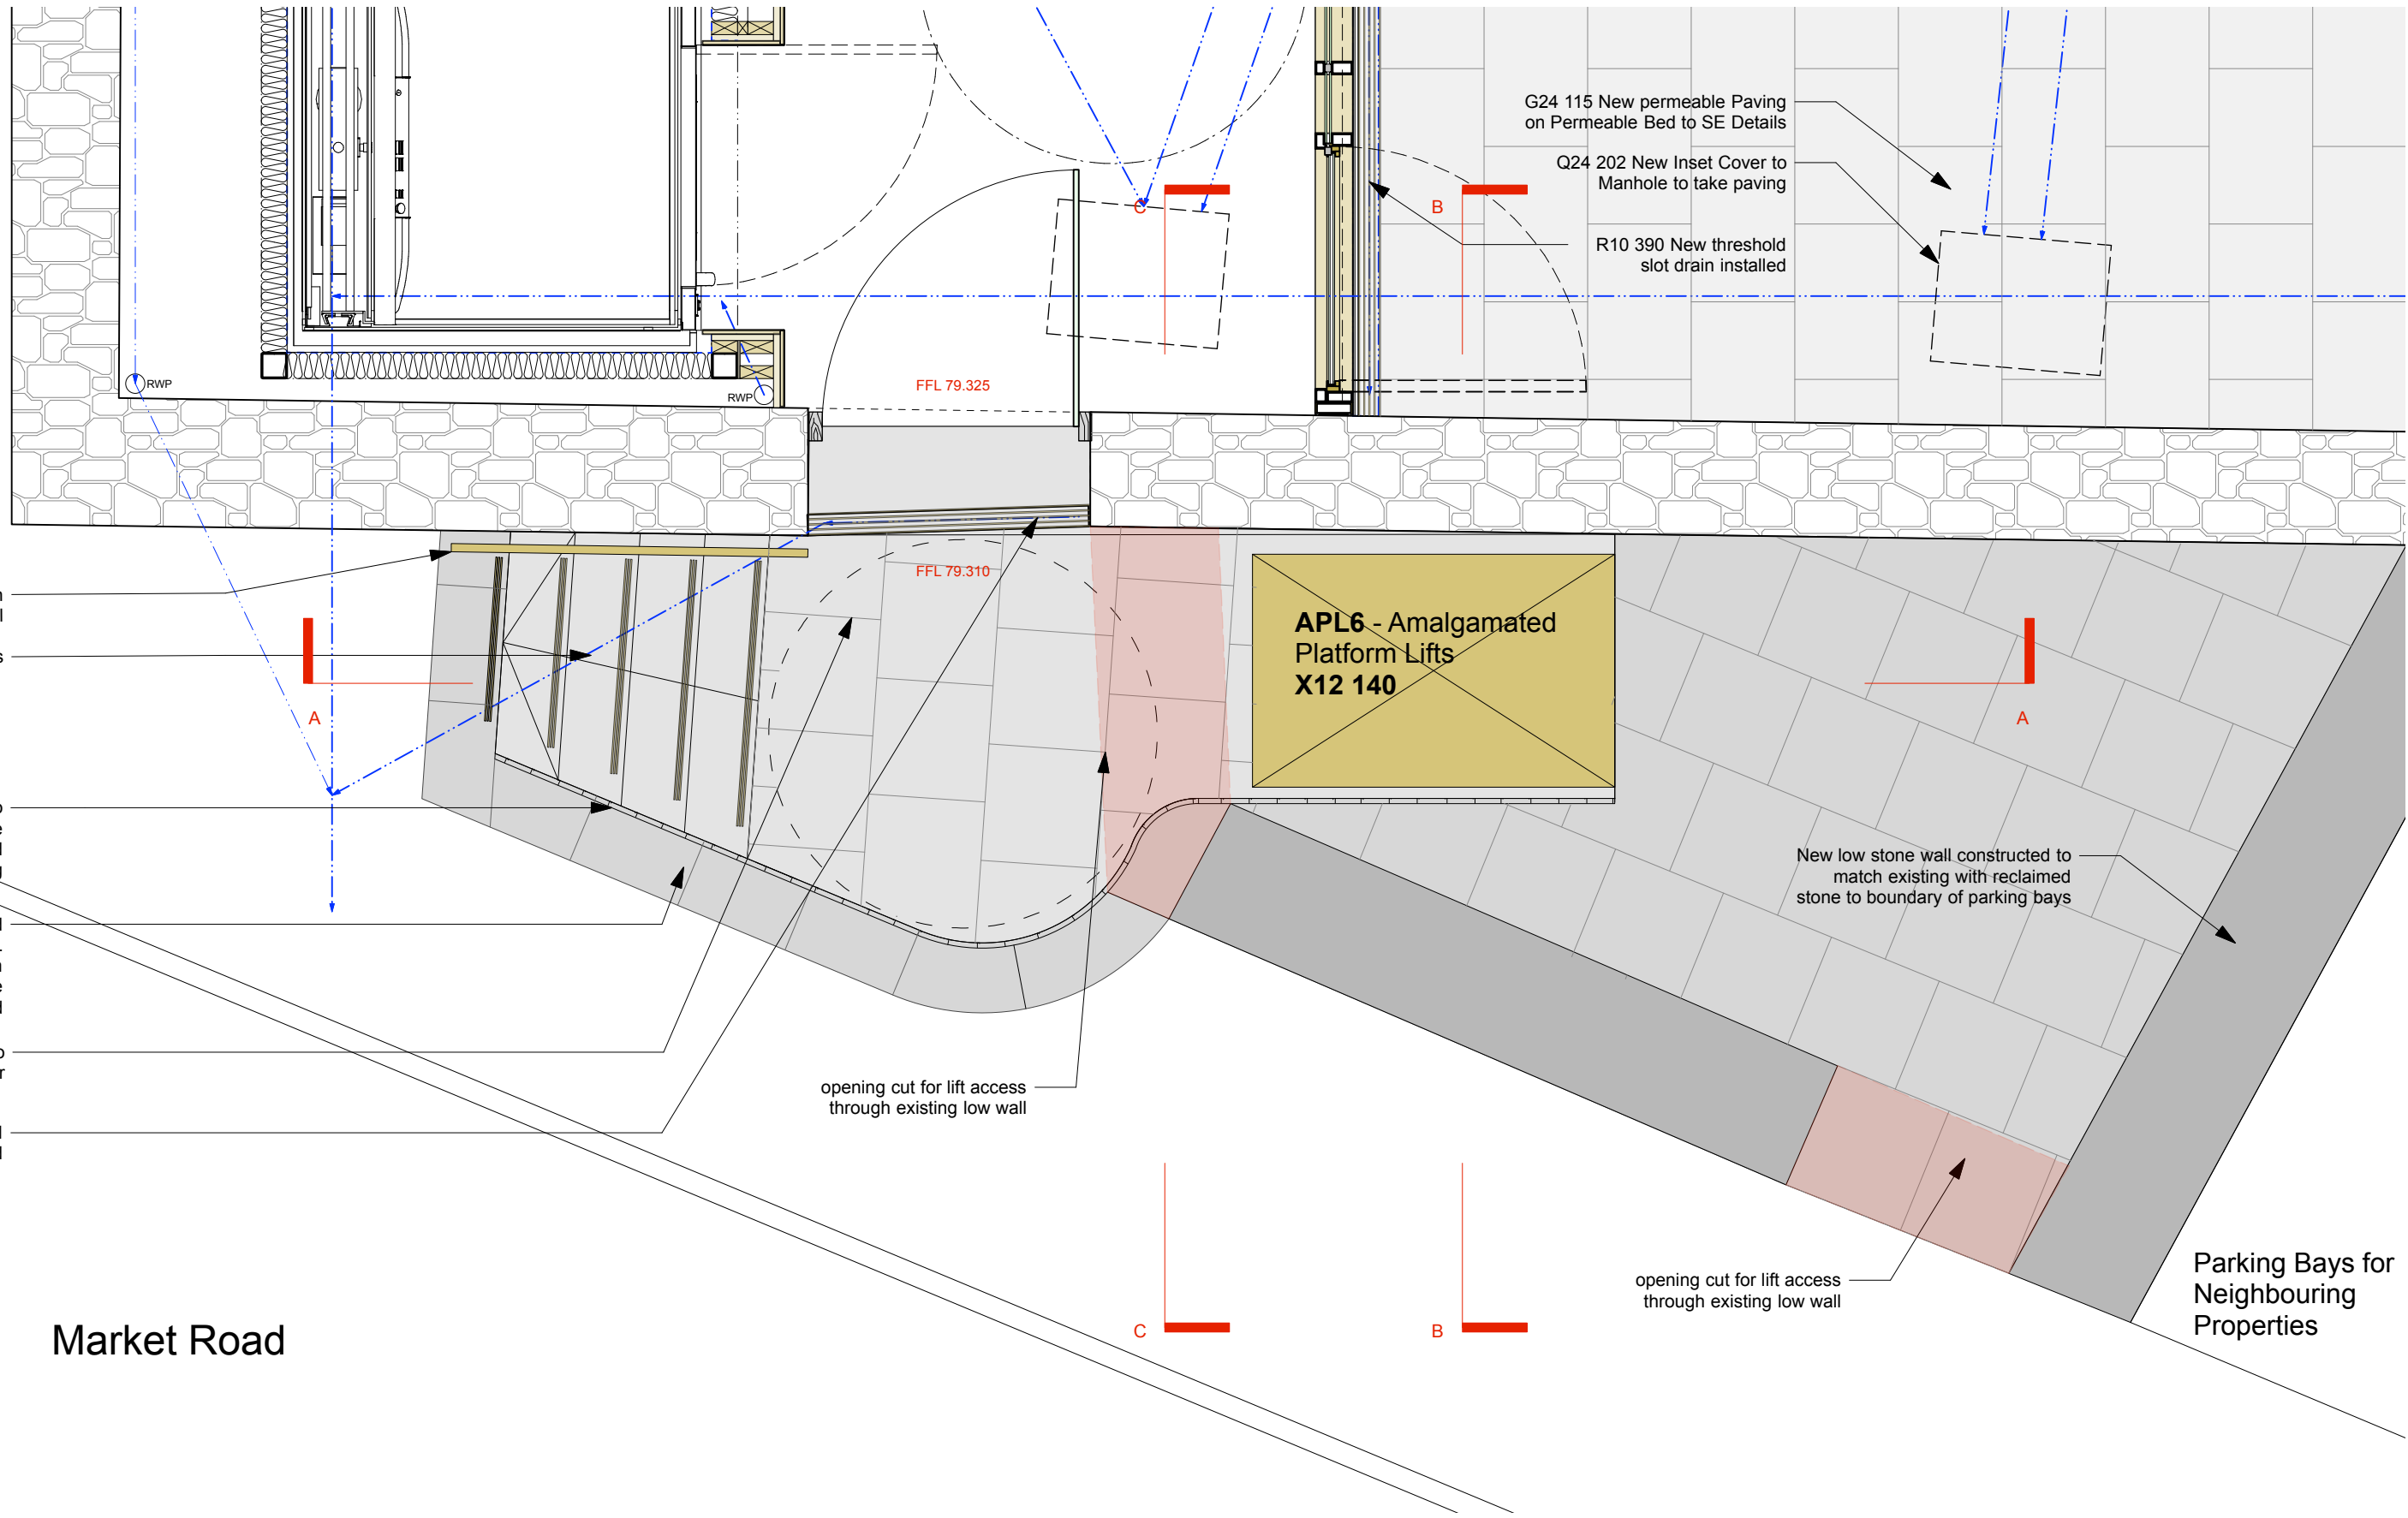 G24 115 New permeable Paving
on Permeable Bed to SE Details
Q24 202 New Inset Cover to
Manhole to take paving
C
B
R10 390 New threshold
slot drain installed
RWP
RWP
FFL 79.325
FFL 79.310
APL6 - Amalgamated
Platform Lifts
X12 140
A
A
New low stone wall constructed to
match existing with reclaimed
stone to boundary of parking bays
opening cut for lift access
through existing low wall
opening cut for lift access
through existing low wall
Parking Bays for
Neighbouring
Properties
C
B
Market Road